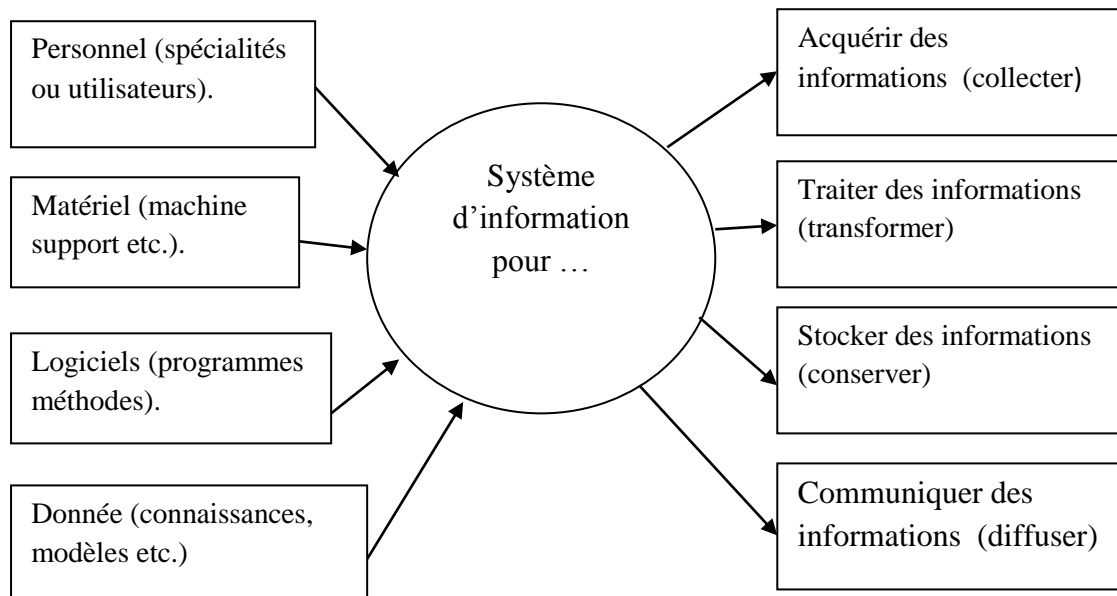 Personnel (spécialités
ou utilisateurs).
Matériel (machine
support etc.).
Logiciels (programmes
méthodes).
Donnée (connaissances,
modèles etc.)
Système
d’information
pour …
Acquérir des
informations (collecter)
Traiter des informations
(transformer)
Stocker des informations
(conserver)
Communiquer des
informations (diffuser)